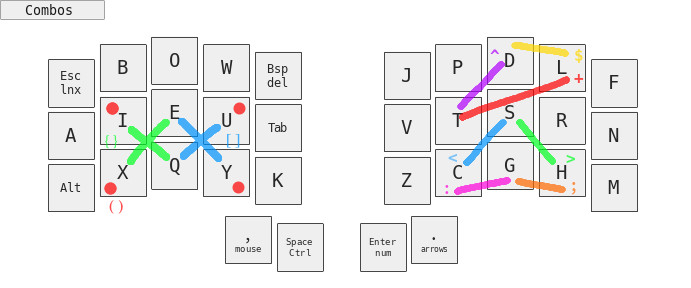 Combos
Esc
lnx
B
O
W
Bsp
del
J
P
^
D
L
$
+
F
A
I
E
U
Tab
V
T
S
R
N
{}
[]
Alt
X
Q
Y
K
Z
<
C
G
H
>
M
:
;
()
,
mouse
Space
Ctrl
Enter
num
.
arrows